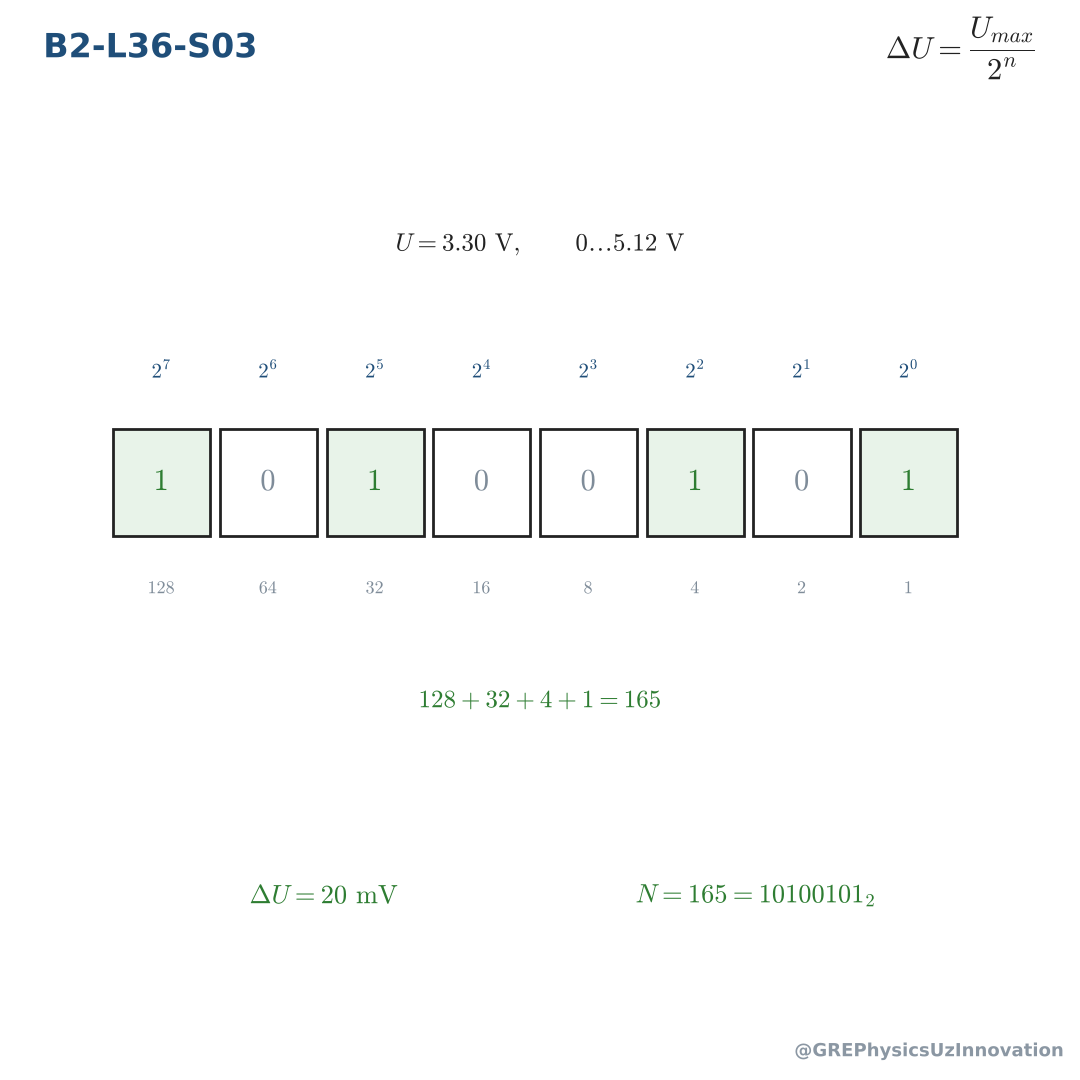 B2-L36-S03
ΔU = U_max / 2^n
U = 3.30 V, 0…5.12 V
2^7 2^6 2^5 2^4 2^3 2^2 2^1 2^0
1 0 1 0 0 1 0 1
128 64 32 16 8 4 2 1
128 + 32 + 4 + 1 = 165
ΔU = 20 mV N = 165 = 10100101_2
@GREPhysicsUzInnovation